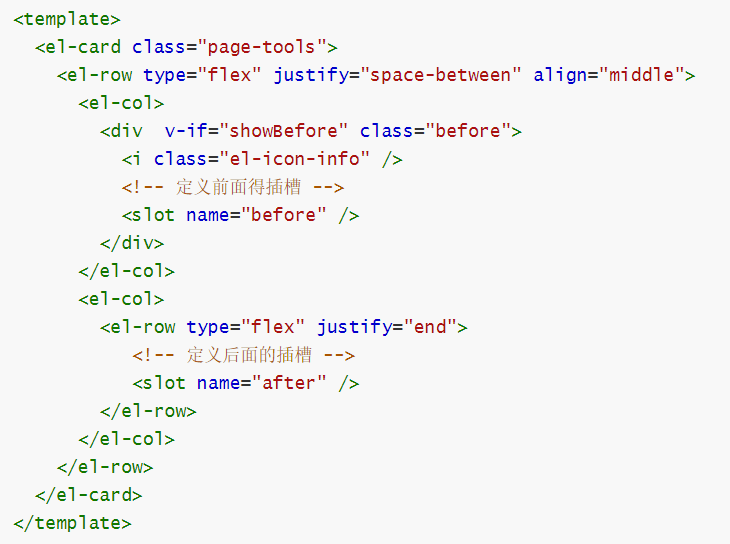 <template>
  <el-card class="page-tools">
    <el-row type="flex" justify="space-between" align="middle">
      <el-col>
        <div  v-if="showBefore" class="before">
          <i class="el-icon-info" />
          <!-- 定义前面得插槽 -->
          <slot name="before" />
        </div>
      </el-col>
      <el-col>
        <el-row type="flex" justify="end">
           <!-- 定义后面的插槽 -->
           <slot name="after" />
        </el-row>
      </el-col>
    </el-row>
  </el-card>
</template>